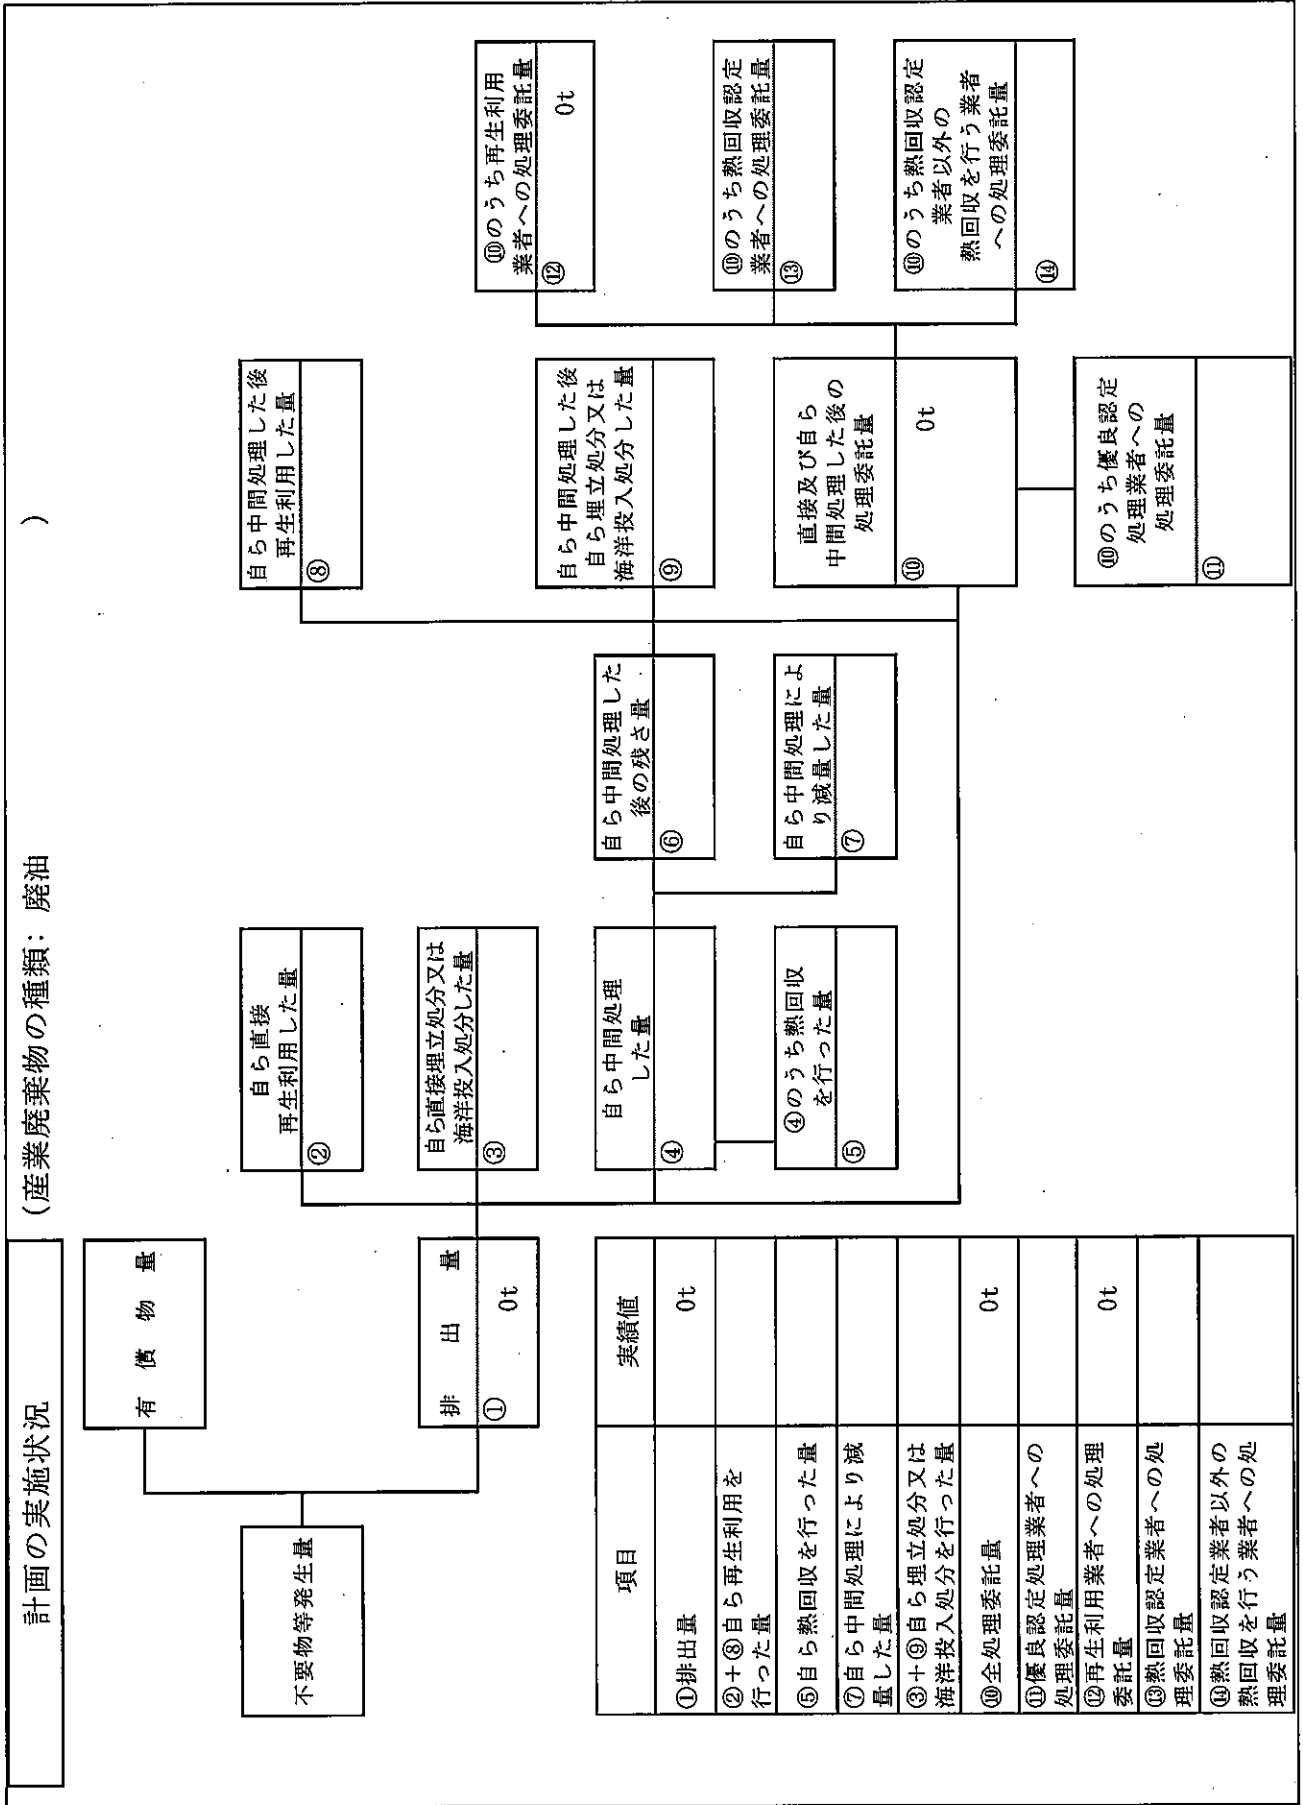 計画の実施状況
(産業廃棄物の種類：廃油　　　　　　)
不要物等発生量
有償物量
排出量
①
0t
自ら直接
再生利用した量
②
自ら直接埋立処分又は
海洋投入処分した量
③
自ら中間処理
した量
④
④のうち熱回収
を行った量
⑤
自ら中間処理した
後の残さ量
⑥
自ら中間処理によ
り減量した量
⑦
自ら中間処理した後
再生利用した量
⑧
自ら中間処理した後
自ら埋立処分又は
海洋投入処分した量
⑨
直接及び自ら
中間処理した後の
処理委託量
⑩
0t
⑩のうち優良認定
処理業者への
処理委託量
⑪
⑩のうち再生利用
業者への処理委託量
⑫
0t
⑩のうち熱回収認定
業者への処理委託量
⑬
⑩のうち熱回収認定
業者以外の
熱回収を行う業者
への処理委託量
⑭
項目
実績値
①排出量
0t
②+⑧自ら再生利用を
行った量
⑤自ら熱回収を行った量
⑦自ら中間処理により減
量した量
③+⑨自ら埋立処分又は
海洋投入処分を行った量
⑩全処理委託量
0t
⑪優良認定処理業者への
処理委託量
⑫再生利用業者への処理
委託量
0t
⑬熱回収認定業者への処
理委託量
⑭熱回収認定業者以外の
熱回収を行う業者への処
理委託量